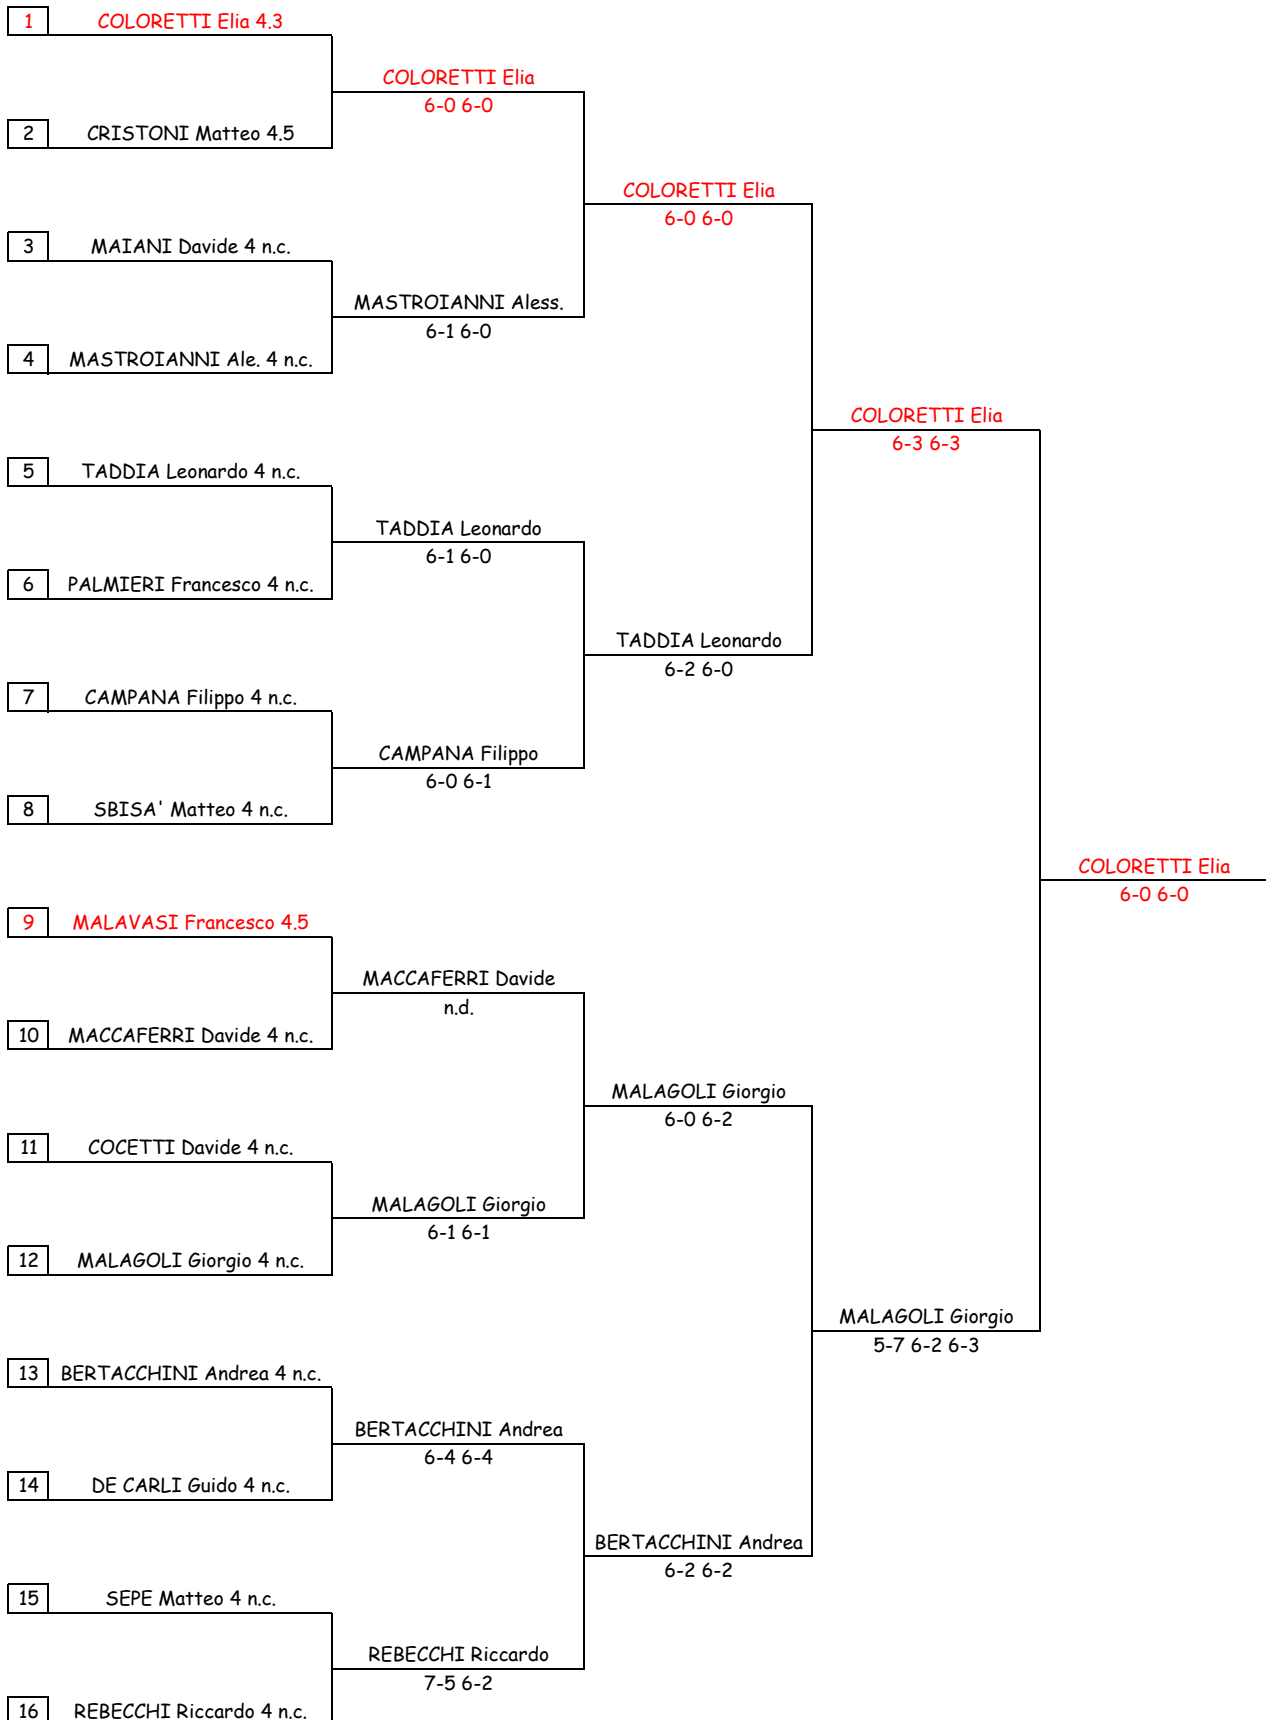 1 COLORETTI Elia 4.3
COLORETTI Elia
6-0 6-0
2 CRISTONI Matteo 4.5
COLORETTI Elia
6-0 6-0
3 MAIANI Davide 4 n.c.
MASTROIANNI Aless.
6-1 6-0
4 MASTROIANNI Ale. 4 n.c.
COLORETTI Elia
6-3 6-3
5 TADDIA Leonardo 4 n.c.
TADDIA Leonardo
6-1 6-0
6 PALMIERI Francesco 4 n.c.
TADDIA Leonardo
6-2 6-0
7 CAMPANA Filippo 4 n.c.
CAMPANA Filippo
6-0 6-1
8 SBISA' Matteo 4 n.c.
COLORETTI Elia
6-0 6-0
9 MALAVASI Francesco 4.5
MACCAFERRI Davide
n.d.
10 MACCAFERRI Davide 4 n.c.
MALAGOLI Giorgio
6-0 6-2
11 COCETTI Davide 4 n.c.
MALAGOLI Giorgio
6-1 6-1
12 MALAGOLI Giorgio 4 n.c.
MALAGOLI Giorgio
5-7 6-2 6-3
13 BERTACCHINI Andrea 4 n.c.
BERTACCHINI Andrea
6-4 6-4
14 DE CARLI Guido 4 n.c.
BERTACCHINI Andrea
6-2 6-2
15 SEPE Matteo 4 n.c.
REBECCHI Riccardo
7-5 6-2
16 REBECCHI Riccardo 4 n.c.